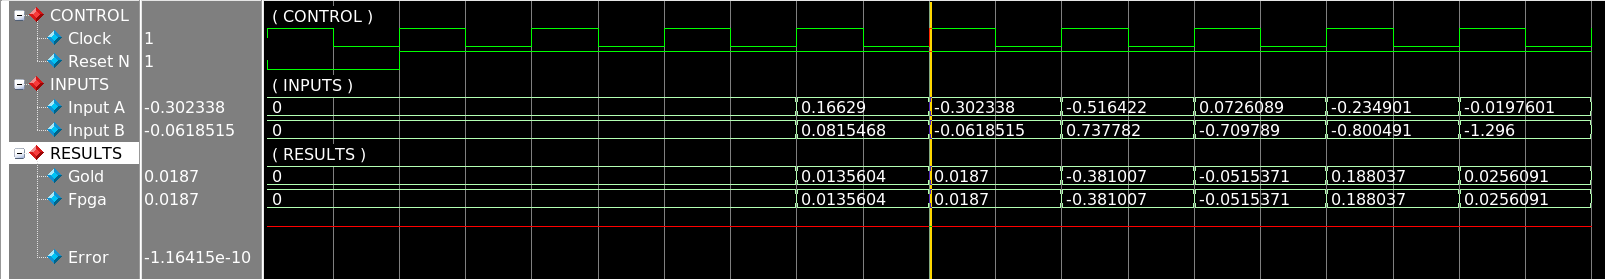 CONTROL ( CONTROL )
Clock 1
Reset N 1
INPUTS ( INPUTS )
Input A -0.302338 0 0.16629 -0.302338 -0.516422 0.0726089 -0.234901 -0.0197601
Input B -0.0618515 0 0.0815468 -0.0618515 0.737782 -0.709789 -0.800491 -1.296
RESULTS ( RESULTS )
Gold 0.0187 0 0.0135604 0.0187 -0.381007 -0.0515371 0.188037 0.0256091
Fpga 0.0187 0 0.0135604 0.0187 -0.381007 -0.0515371 0.188037 0.0256091
Error -1.16415e-10